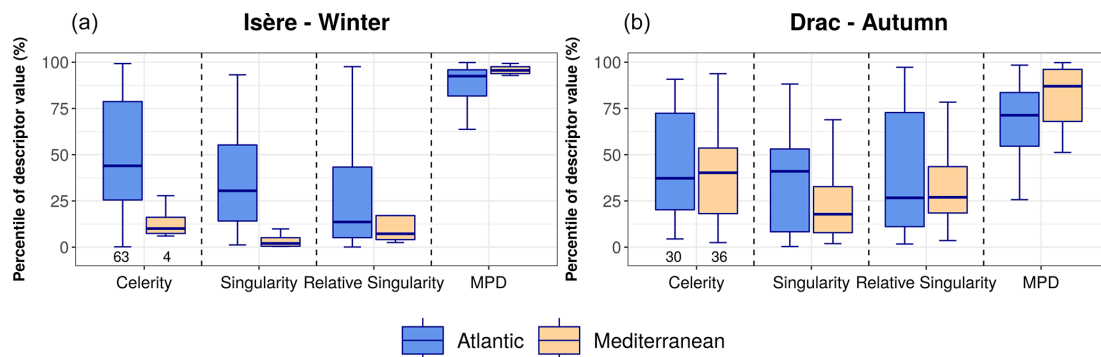 (a) Isère - Winter
Percentile of descriptor value (%)
100
75
50
25
0
63 4
Celerity Singularity Relative Singularity MPD
(b) Drac - Autumn
Percentile of descriptor value (%)
100
75
50
25
0
30 36
Celerity Singularity Relative Singularity MPD
Atlantic Mediterranean